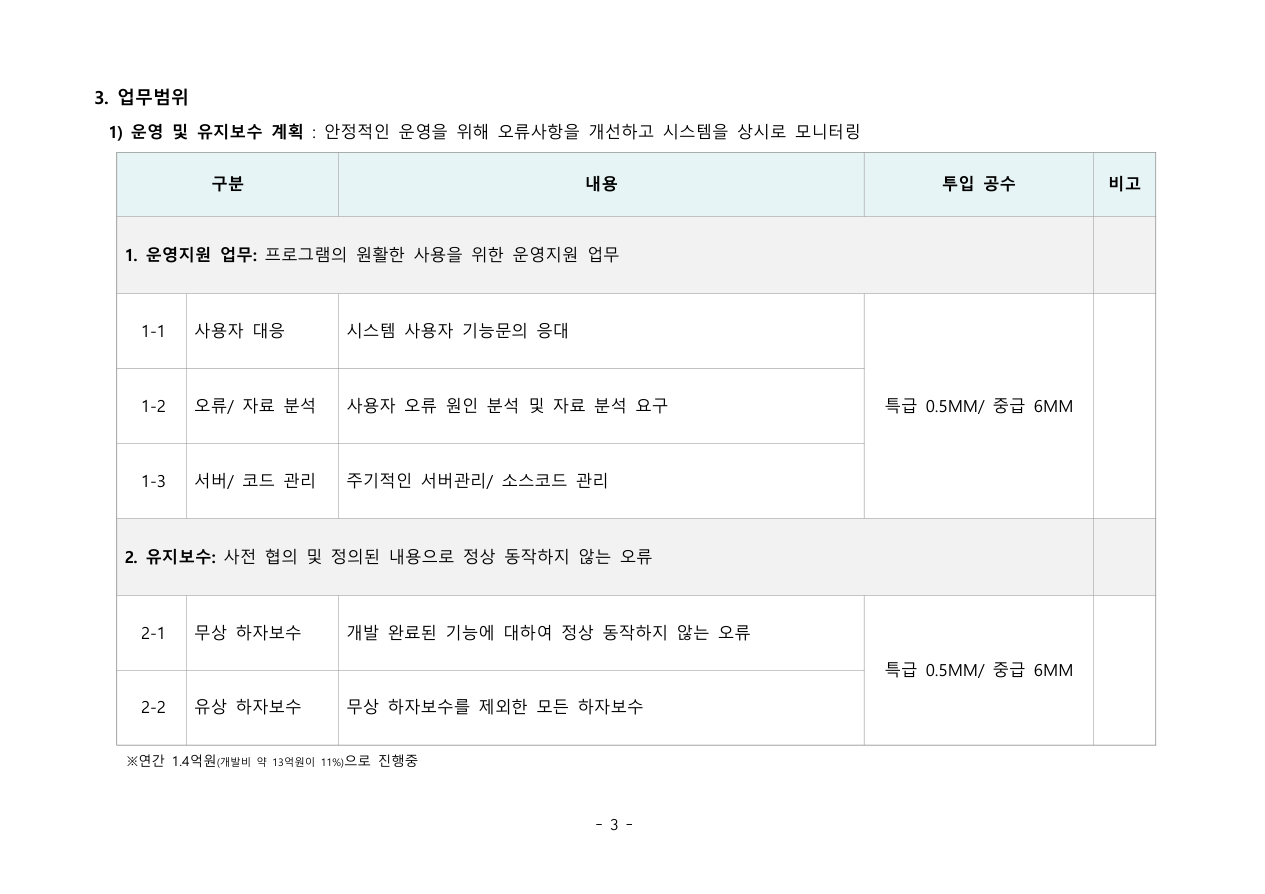 3. 업무범위
1) 운영 및 유지보수 계획 : 안정적인 운영을 위해 오류사항을 개선하고 시스템을 상시로 모니터링
구분 내용 투입 공수 비고
1. 운영지원 업무: 프로그램의 원활한 사용을 위한 운영지원 업무
1-1 사용자 대응 시스템 사용자 기능문의 응대
1-2 오류/ 자료 분석 사용자 오류 원인 분석 및 자료 분석 요구 특급 0.5MM/ 중급 6MM
1-3 서버/ 코드 관리 주기적인 서버관리/ 소스코드 관리
2. 유지보수: 사전 협의 및 정의된 내용으로 정상 동작하지 않는 오류
2-1 무상 하자보수 개발 완료된 기능에 대하여 정상 동작하지 않는 오류
특급 0.5MM/ 중급 6MM
2-2 유상 하자보수 무상 하자보수를 제외한 모든 하자보수
※연간 1.4억원(개발비 약 13억원이 11%)으로 진행중
- 3 -